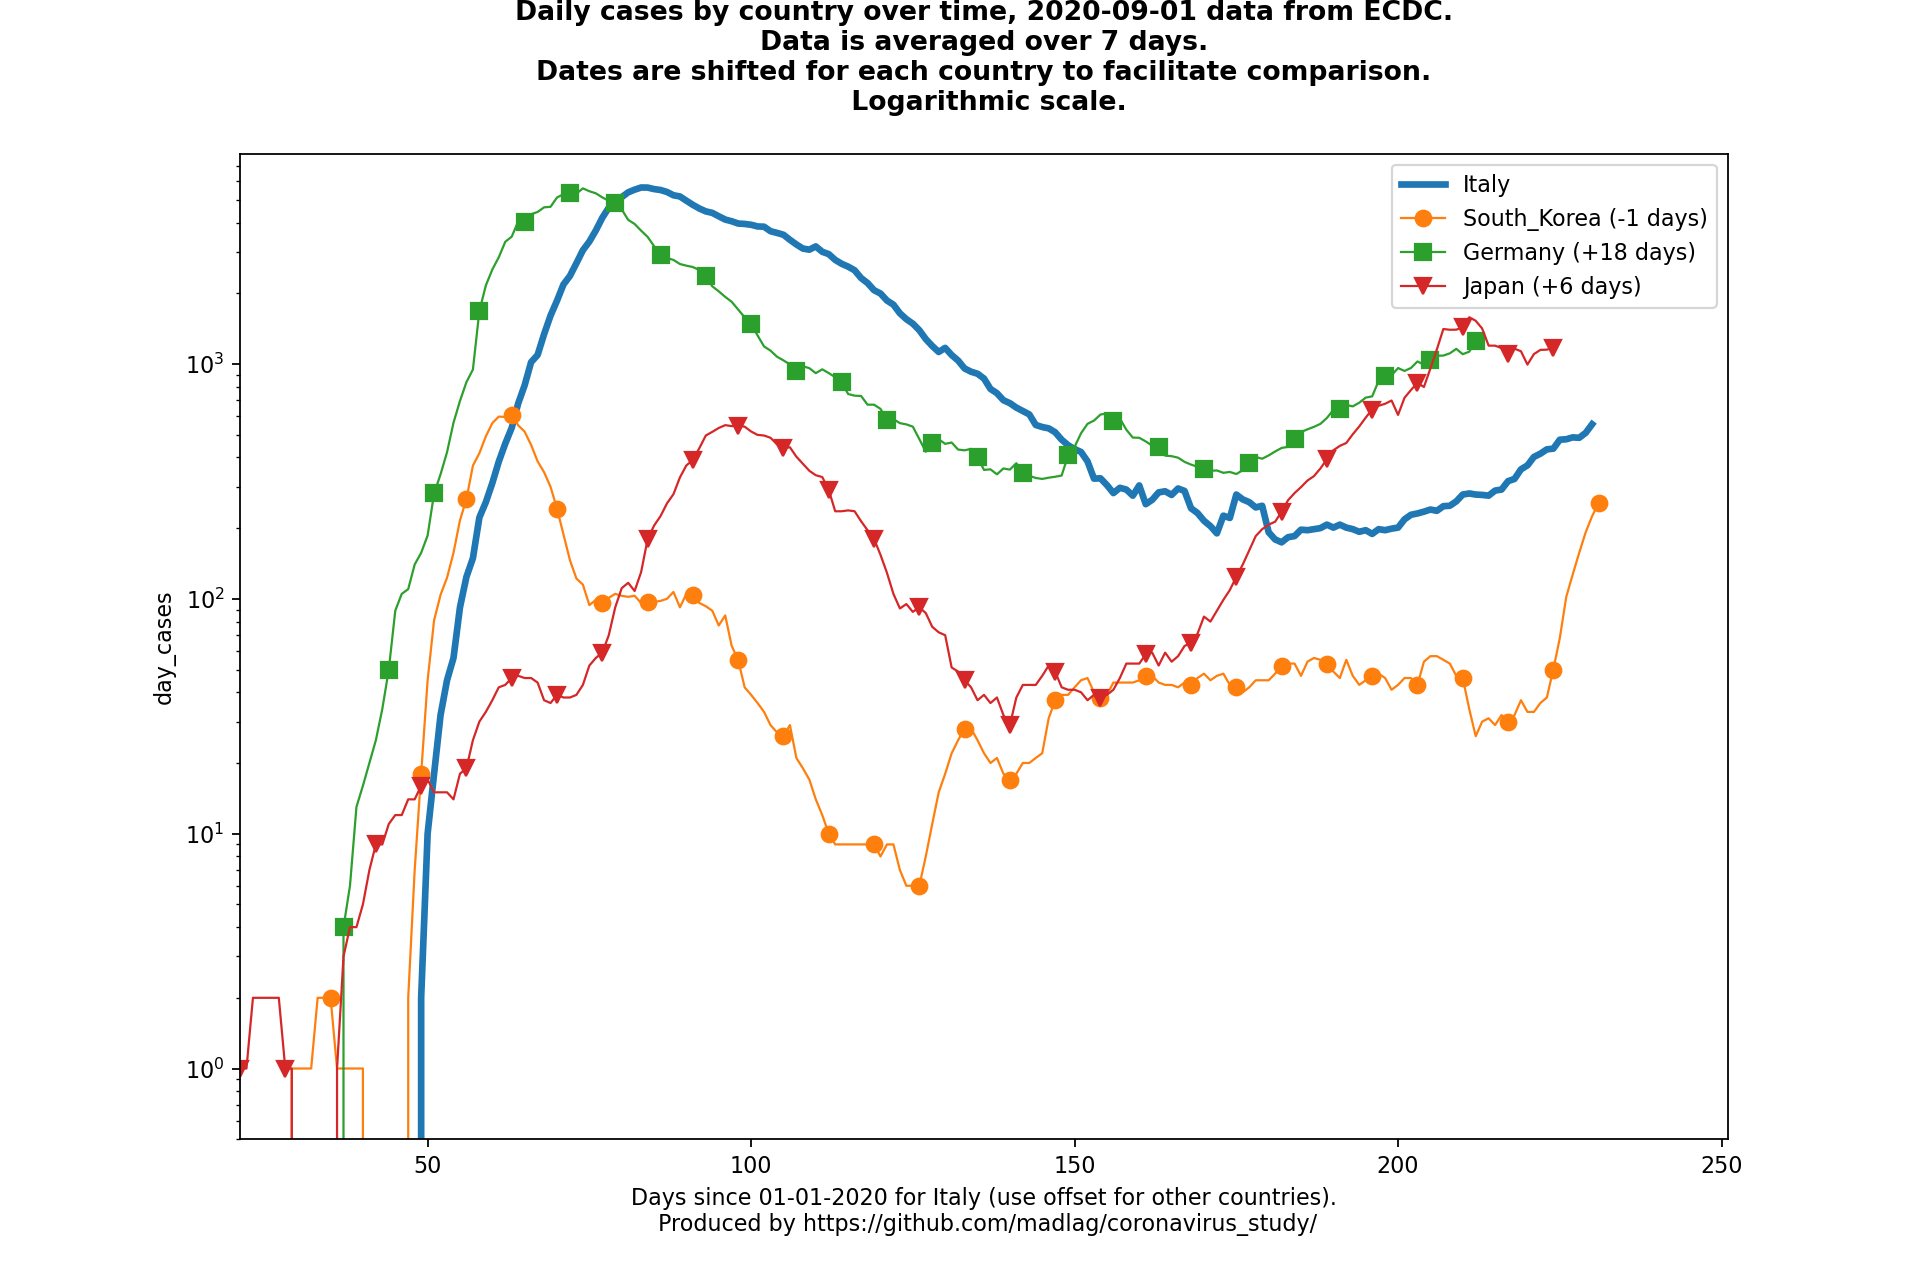 Daily cases by country over time, 2020-09-01 data from ECDC.
Data is averaged over 7 days.
Dates are shifted for each country to facilitate comparison.
Logarithmic scale.
Italy
South_Korea (-1 days)
Germany (+18 days)
Japan (+6 days)
day_cases
10³
10²
10¹
10⁰
50
100
150
200
250
Days since 01-01-2020 for Italy (use offset for other countries).
Produced by https://github.com/madlag/coronavirus_study/